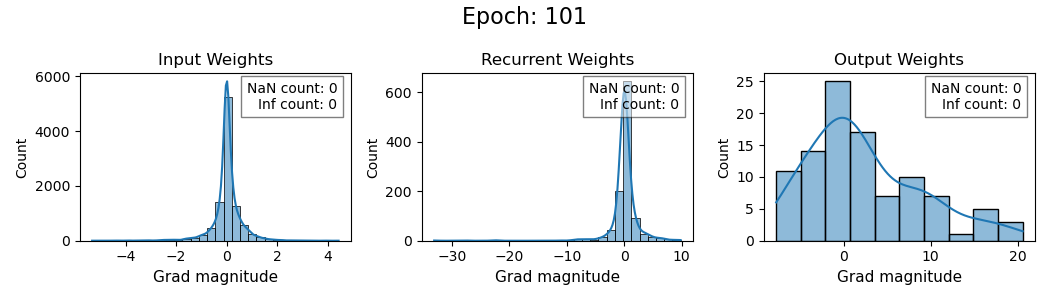 Epoch: 101
Input Weights
Recurrent Weights
Output Weights
NaN count: 0
Inf count: 0
NaN count: 0
Inf count: 0
NaN count: 0
Inf count: 0
Count
6000
4000
2000
0
−4
−2
0
2
4
Grad magnitude
Count
600
400
200
0
−30
−20
−10
0
10
Grad magnitude
Count
25
20
15
10
5
0
0
10
20
Grad magnitude